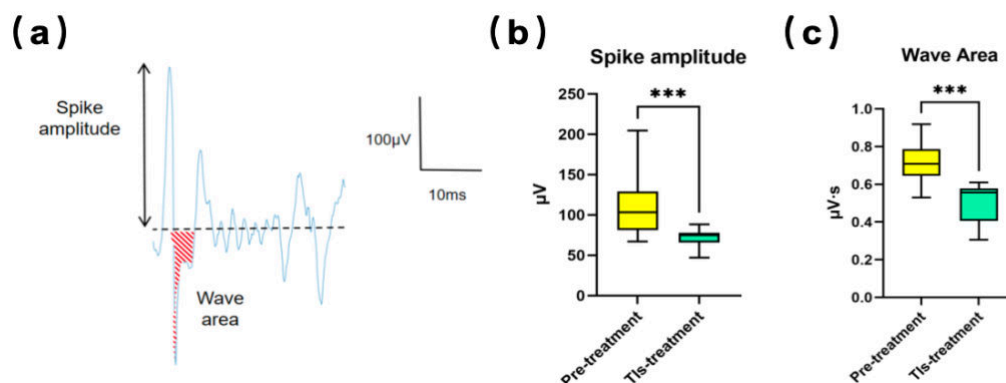 (a)
Spike
amplitude
Wave
area
100μV
10ms
(b)
Spike amplitude
***
250
200
150
100
50
0
μV
Pre-treatment
TIs-treatment
(c)
Wave Area
***
1.0
0.8
0.6
0.4
0.2
0.0
μV·s
Pre-treatment
TIs-treatment